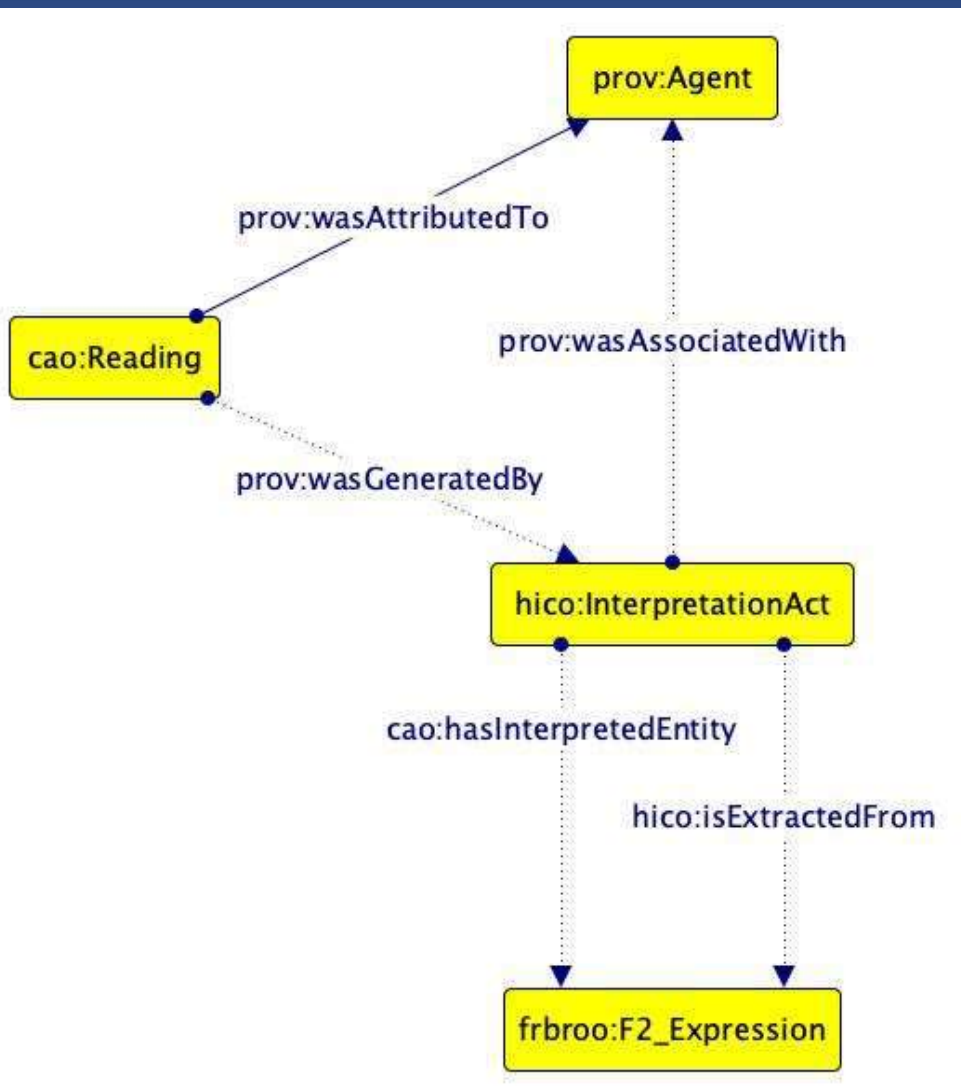 prov:Agent
prov:wasAttributedTo
prov:wasAssociatedWith
cao:Reading
prov:wasGeneratedBy
hico:InterpretationAct
cao:hasInterpretedEntity
hico:isExtractedFrom
frbroo:F2_Expression